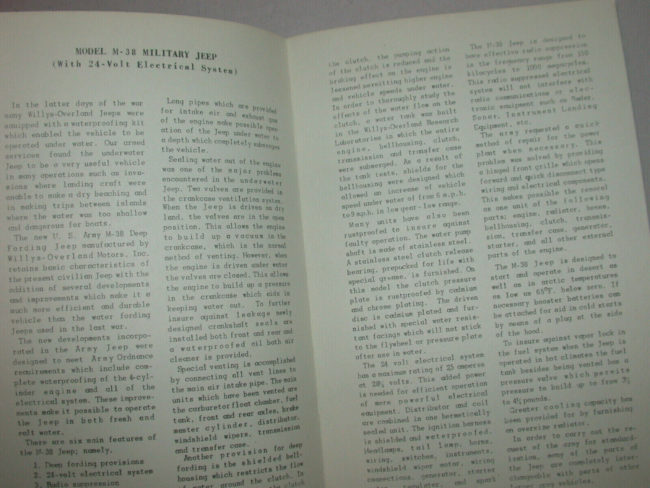 MODEL M-38 MILITARY JEEP
(With 24-Volt Electrical System)
In the latter days of the war
many Willys-Overland Jeeps were
equipped with a waterproofing kit
which enabled the vehicle to be
operated under water. Our armed
services found the underwater
Jeep to be a very useful vehicle
in many operations such as inva-
sions where landing craft were
unable to make a dry beaching and
in making trips between islands
where the water was too shallow
and dangerous for boats.
The new U. S. Army M-38 Deep
Fording Jeep manufactured by
Willys-Overland Motors, Inc.
retains basic characteristics of
the present civilian Jeep with the
addition of several developments
and improvements which make it a
much more efficient and durable
vehicle than the water fording
Jeeps used in the last war.
The new developments incorpo-
rated in the Army Jeep were
designed to meet Army Ordnance
requirements which include com-
plete waterproofing of the 4-cyl-
inder engine and all of the
electrical system. These improve-
ments make it possible to operate
the Jeep in both fresh and
salt water.
There are six main features of
the M-38 Jeep; namely,
1. Deep fording provisions
2. 24-volt electrical system
3. Radio suppression
Long pipes which are provided
for intake air and exhaust gas
of the engine make possible oper-
ation of the Jeep under water to
a depth which completely submerges
the vehicle.
Sealing water out of the engine
was one of the major problems
encountered in the underwater
Jeep. Two valves are provided in
the crankcase ventilating system.
When the Jeep is driven on dry
land, the valves are in the open
position. This allows the engine
to build up a vacuum in the
crankcase, which is the normal
method of venting. However, when
the engine is driven under water
the valves are closed. This allows
the engine to build up a pressure
in the crankcase which aids in
keeping water out. To further
insure against leakage newly
designed crankshaft seals are
installed both front and rear and
a waterproofed oil bath air
cleaner is provided.
Special venting is accomplished
by connecting all vent lines to
the main air intake pipe. The main
units which have been vented are
the carburetor float chamber, fuel
tank, front and rear axles, brake
master cylinder, distributor,
windshield wipers, transmission
and transfer case.
Another provision for deep
fording is the shielded bell-
housing which restricts the flow
of water around the clutch. In
the clutch
the clutch, the pumping action
of the clutch is reduced and the
braking effect on the engine is
lessened permitting higher engine
and vehicle speeds under water.
In order to thoroughly study the
effects of the water flow on the
clutch, a water tank was built
in the Willys-Overland Research
Laboratories in which the entire
engine, bellhousing, clutch,
transmission and transfer case
were submerged. As a result of
the tank tests, shields for the
bellhousing were designed which
allowed an increase of vehicle
speed under water of from 5 m.p.h.
to 9 m.p.h. in low gear - low range.
Many units have also been
rustproofed to insure against
faulty operation. The water pump
shaft is made of stainless steel.
A stainless steel clutch release
bearing, prepacked for life with
special grease, is furnished. On
this model the clutch pressure
plate is rustproofed by cadmium
and chrome plating. The driven
disc is cadmium plated and fur-
nished with special water resis-
tant facings which will not stick
to the flywheel or pressure plate
after use in water.
The 24 volt electrical system
has a maximum rating of 25 amperes
at 28½ volts. This added power
is needed for efficient operation
of more powerful electrical
equipment. Distributor and coil
are combined in one hermetically
sealed unit. The ignition harness
is shielded and waterproofed.
Headlamps, tail lamp, horn,
wiring, switches, instruments,
windshield wiper motor, wiring
connections, generator, starter
regulator, and spark
The M-38 Jeep is designed to
have effective radio suppression
in the frequency range from 150
kilocycles to 1000 megacycles.
This radio suppressed electrical
system will not interfere with
radio communications or elec-
tronic equipment such as Radar,
Sonar, Instrument Landing
Equipment, etc.
The army requested a quick
method of repair for the power
plant when necessary. This
problem was solved by providing
a hinged front grille which opens
forward and quick disconnect type
wiring and electrical components.
This makes possible the removal
as one unit of the following
parts; engine, radiator, house-
bellhousing, clutch, transmis-
sion, transfer case, generator,
starter, and all other external
parts of the engine.
The M-38 Jeep is designed to
start and operate in desert as
well as in arctic temperatures
as low as 65°F. below zero. If
necessary booster batteries can
be attached for aid in cold starts
by means of a plug at the side
of the hood.
To insure against vapor lock in
the fuel system when the Jeep is
operated in hot climates the fuel
tank besides being vented has a
pressure valve which permits
pressure to build up to from 3½
to 4½ pounds.
Greater cooling capacity has
been provided for by furnishing
an oversize radiator.
In order to carry out the re-
quest of the army for standard-
ization, many of the parts of
the Jeep are completely inter-
changeable with parts of other
army vehicles.